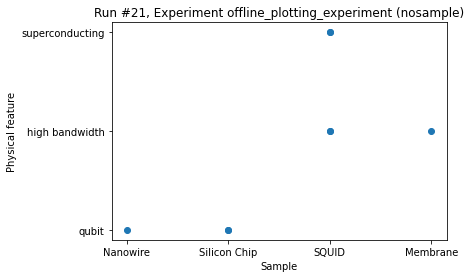 Run #21, Experiment offline_plotting_experiment (nosample)
superconducting
high bandwidth
qubit
Physical feature
Nanowire Silicon Chip SQUID Membrane
Sample